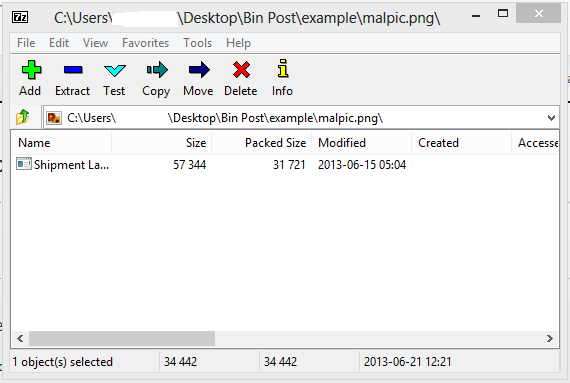 7z C:\Users\ \Desktop\Bin Post\example\malpic.png\
File Edit View Favorites Tools Help
Add Extract Test Copy Move Delete Info
C:\Users\ \Desktop\Bin Post\example\malpic.png\
Name Size Packed Size Modified Created Accesse
Shipment La... 57 344 31 721 2013-06-15 05:04
1 object(s) selected 34 442 34 442 2013-06-21 12:21